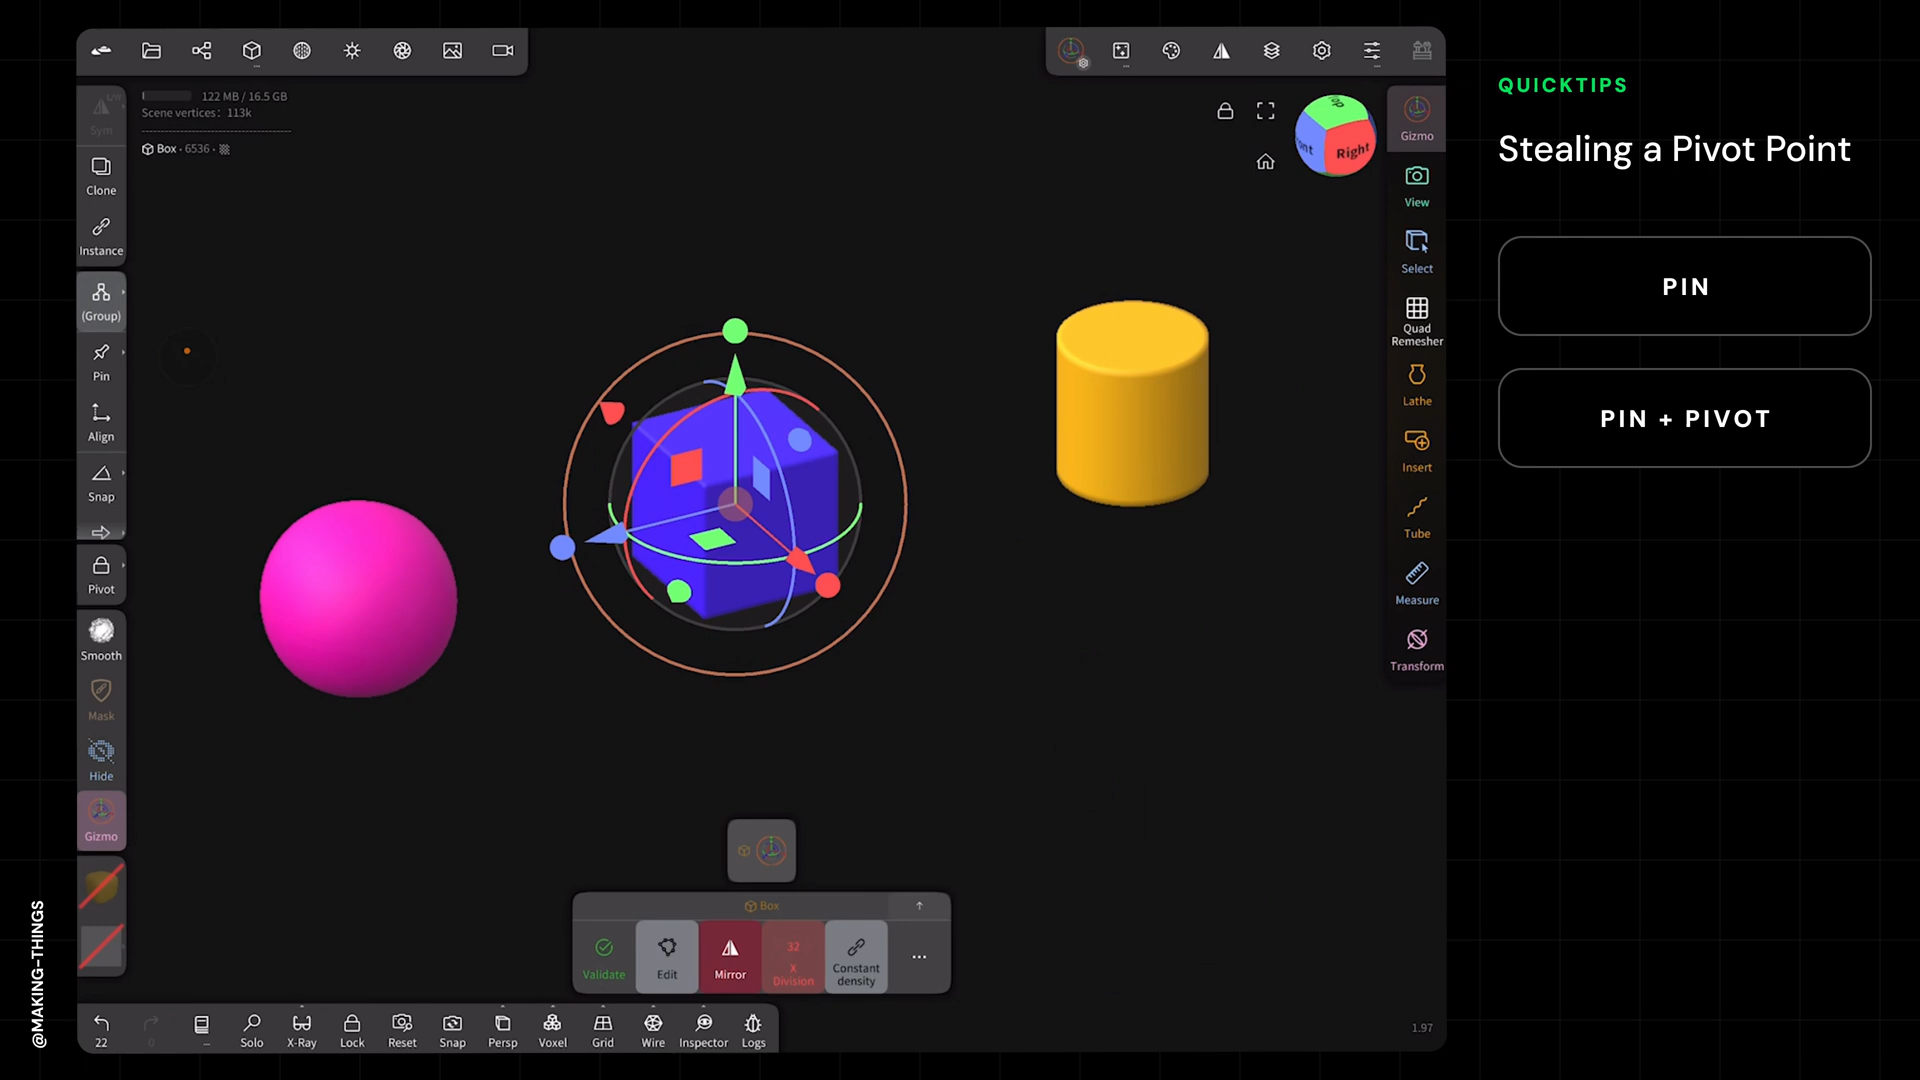 122 MB / 16.5 GB
Scene vertices: 113k
Box · 6536 ·
Sym
Clone
Instance
(Group)
Pin
Align
Snap
Pivot
Smooth
Mask
Hide
Gizmo
Right
Gizmo
View
Select
Quad
Remesher
Lathe
Insert
Tube
Measure
Transform
QUICKTIPS
Stealing a Pivot Point
PIN
PIN + PIVOT
Box
Validate
Edit
Mirror
32
X
Division
Constant
density
...
22
0
Solo
X-Ray
Lock
Reset
Snap
Persp
Voxel
Grid
Wire
Inspector
Logs
1.97
@MAKING-THINGS